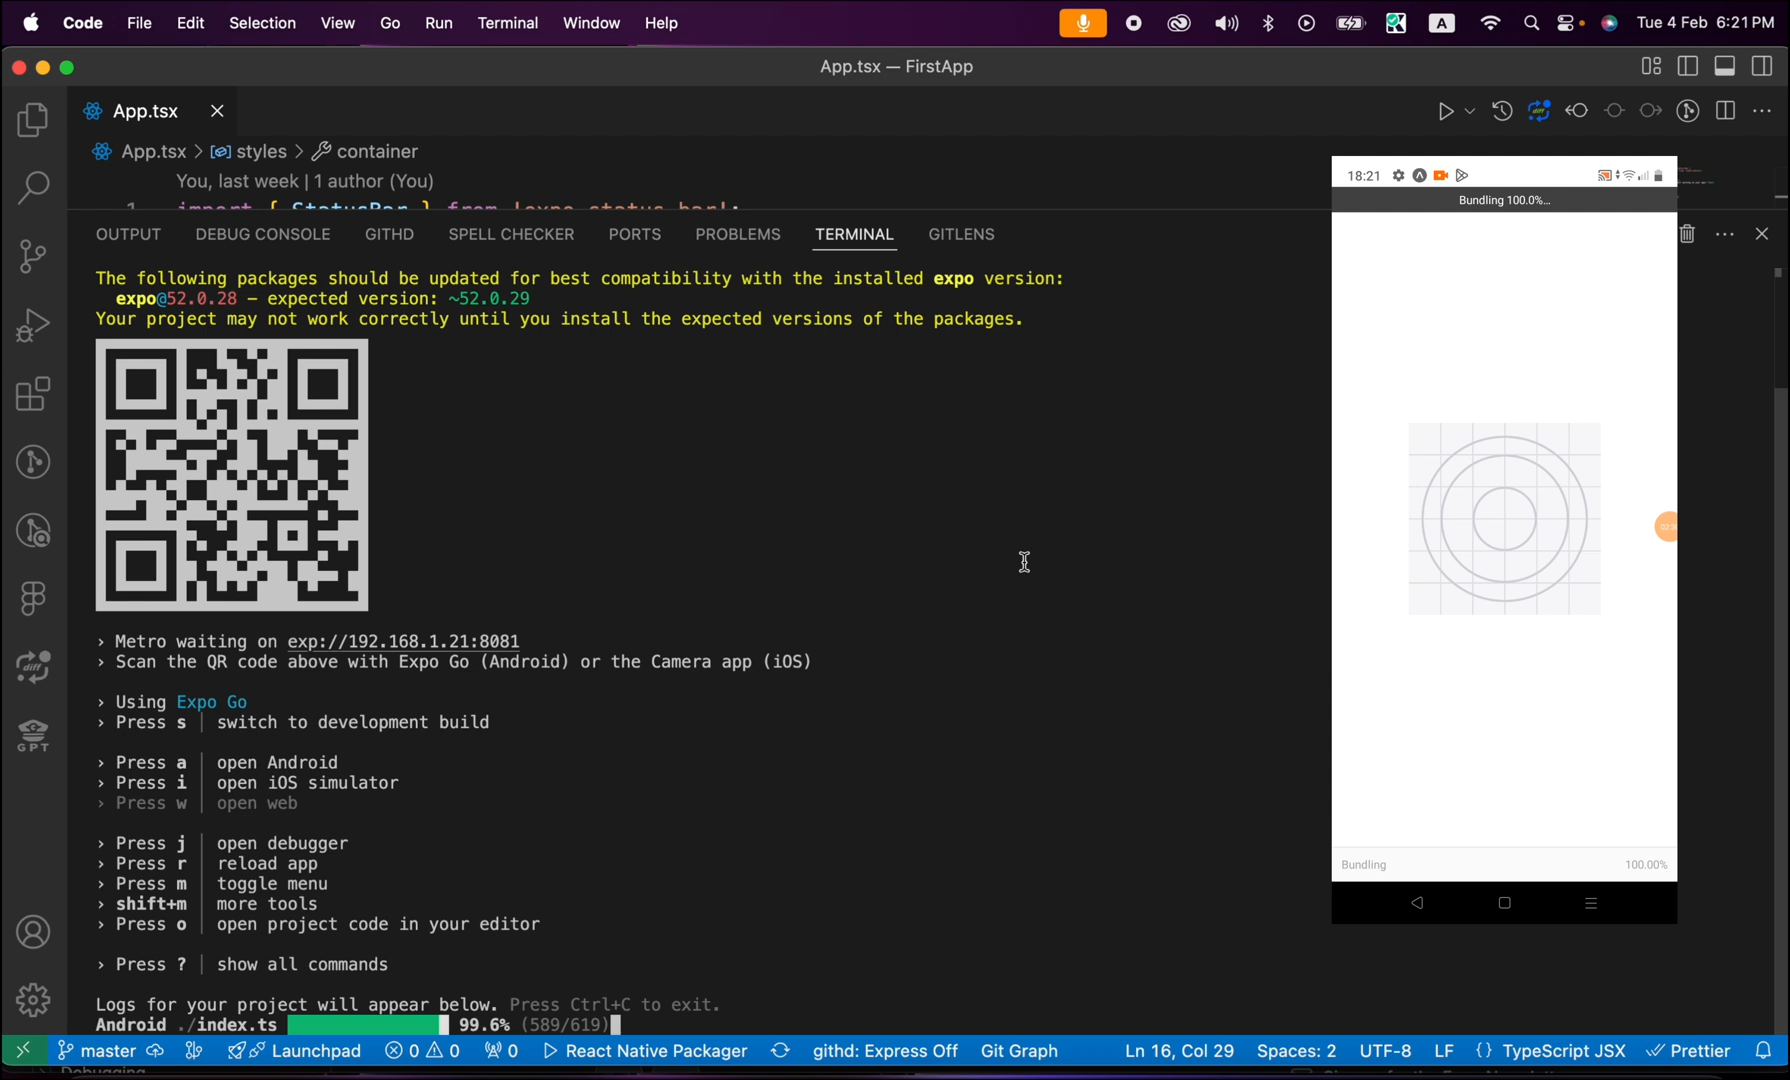 Code File Edit Selection View Go Run Terminal Window Help
A
Tue 4 Feb 6:21 PM
App.tsx — FirstApp
App.tsx
App.tsx > styles > container
You, last week | 1 author (You)
1 import { StatusBar } from 'expo-status-bar';
OUTPUT DEBUG CONSOLE GITHD SPELL CHECKER PORTS PROBLEMS TERMINAL GITLENS
The following packages should be updated for best compatibility with the installed expo version:
expo@52.0.28 - expected version: ~52.0.29
Your project may not work correctly until you install the expected versions of the packages.
› Metro waiting on exp://192.168.1.21:8081
› Scan the QR code above with Expo Go (Android) or the Camera app (iOS)
› Using Expo Go
› Press s │ switch to development build
› Press a │ open Android
› Press i │ open iOS simulator
› Press w │ open web
› Press j │ open debugger
› Press r │ reload app
› Press m │ toggle menu
› shift+m │ more tools
› Press o │ open project code in your editor
› Press ? │ show all commands
Logs for your project will appear below. Press Ctrl+C to exit.
Android ./index.ts 99.6% (589/619)
18:21
Bundling 100.0%...
Bundling 100.00%
diff
GPT
master Launchpad 0 0 0 React Native Packager githd: Express Off Git Graph Ln 16, Col 29 Spaces: 2 UTF-8 LF {} TypeScript JSX Prettier